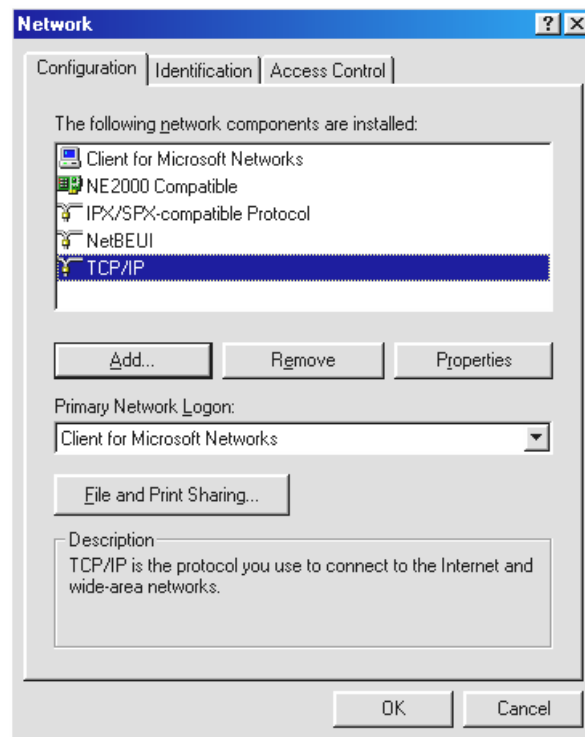 Network
Configuration Identification Access Control
The following network components are installed:
Client for Microsoft Networks
NE2000 Compatible
IPX/SPX-compatible Protocol
NetBEUI
TCP/IP
Add... Remove Properties
Primary Network Logon:
Client for Microsoft Networks
File and Print Sharing...
Description
TCP/IP is the protocol you use to connect to the Internet and
wide-area networks.
OK Cancel